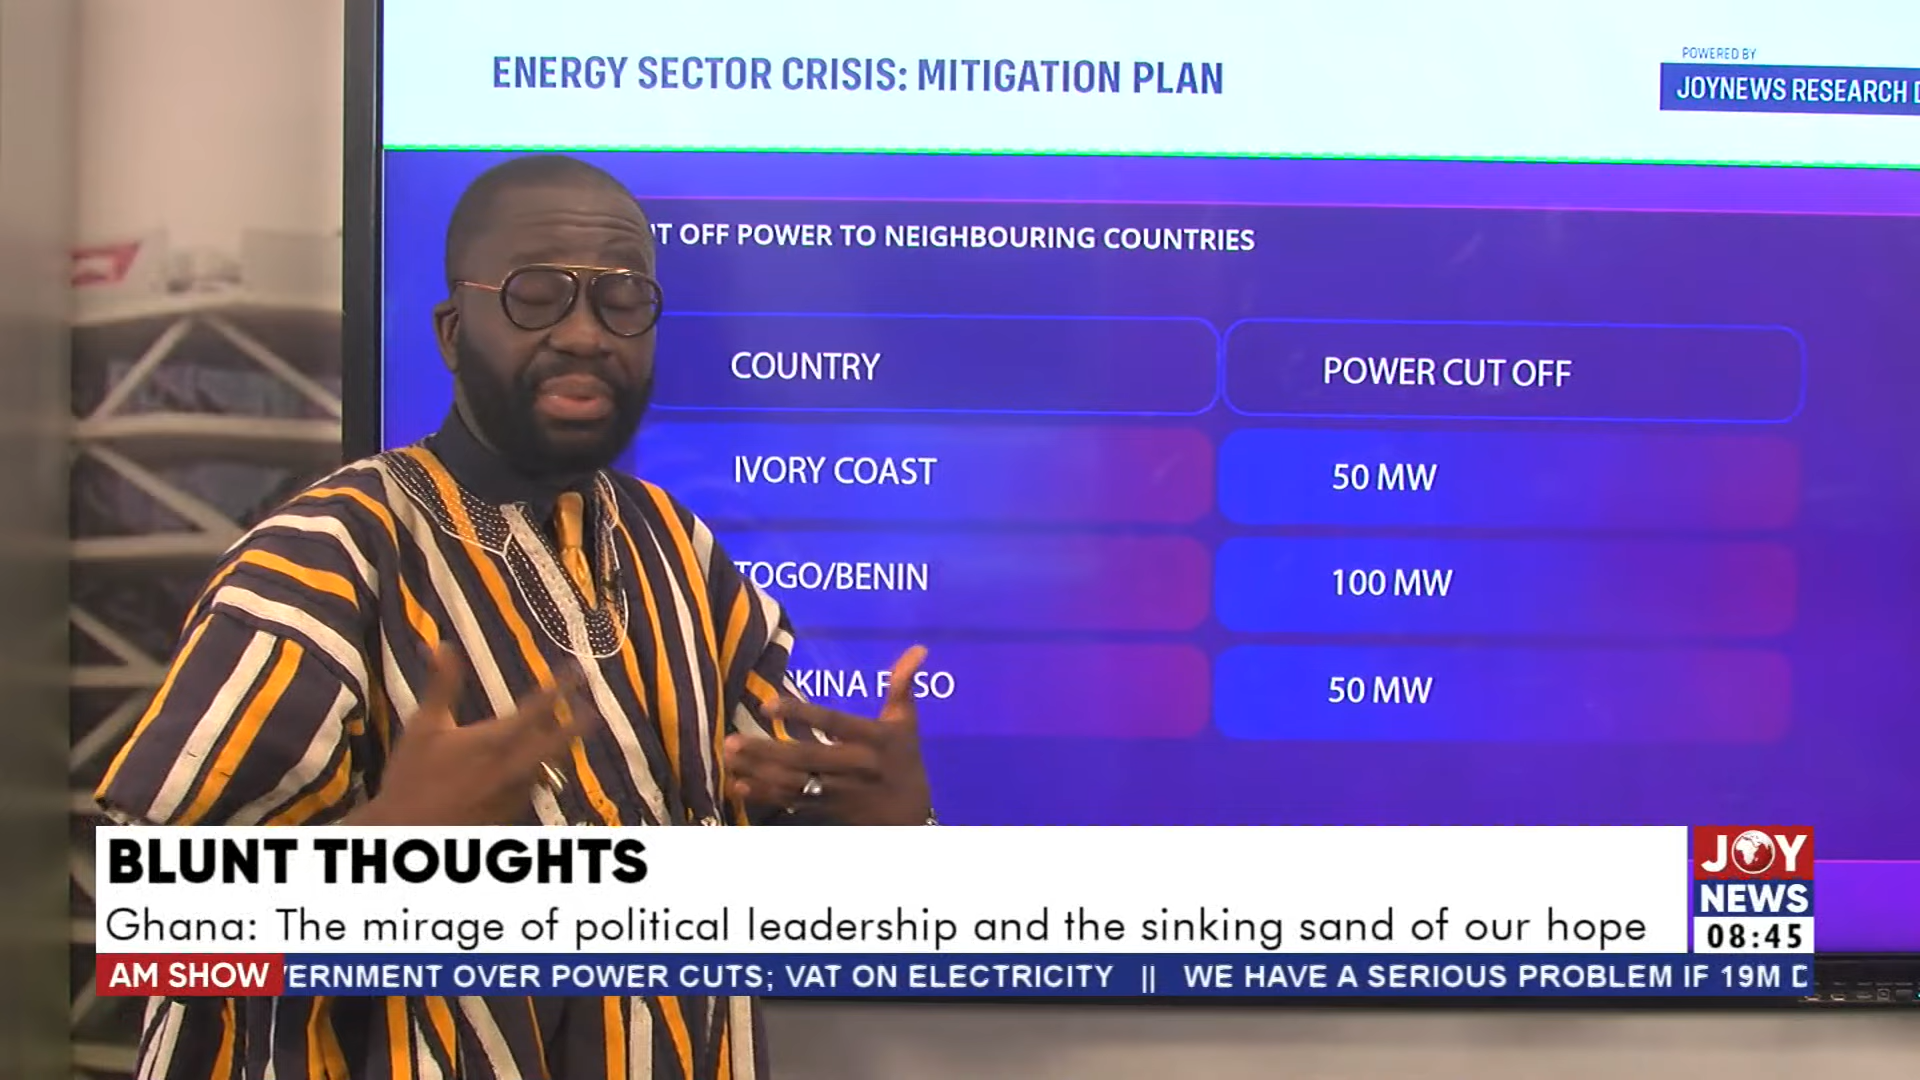 ENERGY SECTOR CRISIS: MITIGATION PLAN
POWERED BY
JOYNEWS RESEARCH
OFF POWER TO NEIGHBOURING COUNTRIES
COUNTRY
POWER CUT OFF
IVORY COAST
50 MW
TOGO/BENIN
100 MW
50 MW
BLUNT THOUGHTS
Ghana: The mirage of political leadership and the sinking sand of our hope
JOY
NEWS
08:45
AM SHOW
OVER POWER CUTS; VAT ON ELECTRICITY || WE HAVE A SERIOUS PROBLEM IF 19M